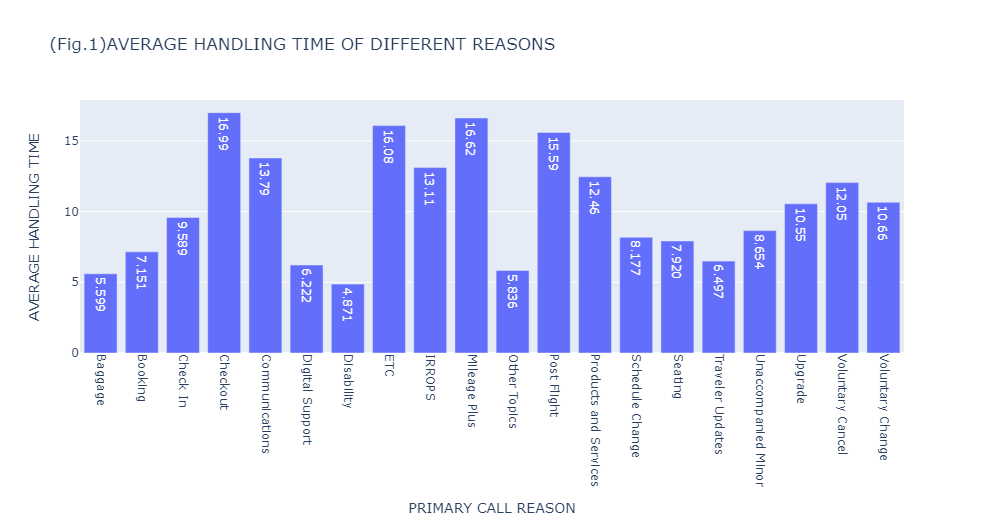 (Fig.1)AVERAGE HANDLING TIME OF DIFFERENT REASONS
AVERAGE HANDLING TIME
15
10
5
0
5.599
7.151
9.589
16.99
13.79
6.222
4.871
16.08
13.11
16.62
5.836
15.59
12.46
8.177
7.920
6.497
8.654
10.55
12.05
10.66
Baggage
Booking
Check In
Checkout
Communications
Digital Support
Disability
ETC
IRROPS
Mileage Plus
Other Topics
Post Flight
Products and Services
Schedule Change
Seating
Traveler Updates
Unaccompanied Minor
Upgrade
Voluntary Cancel
Voluntary Change
PRIMARY CALL REASON